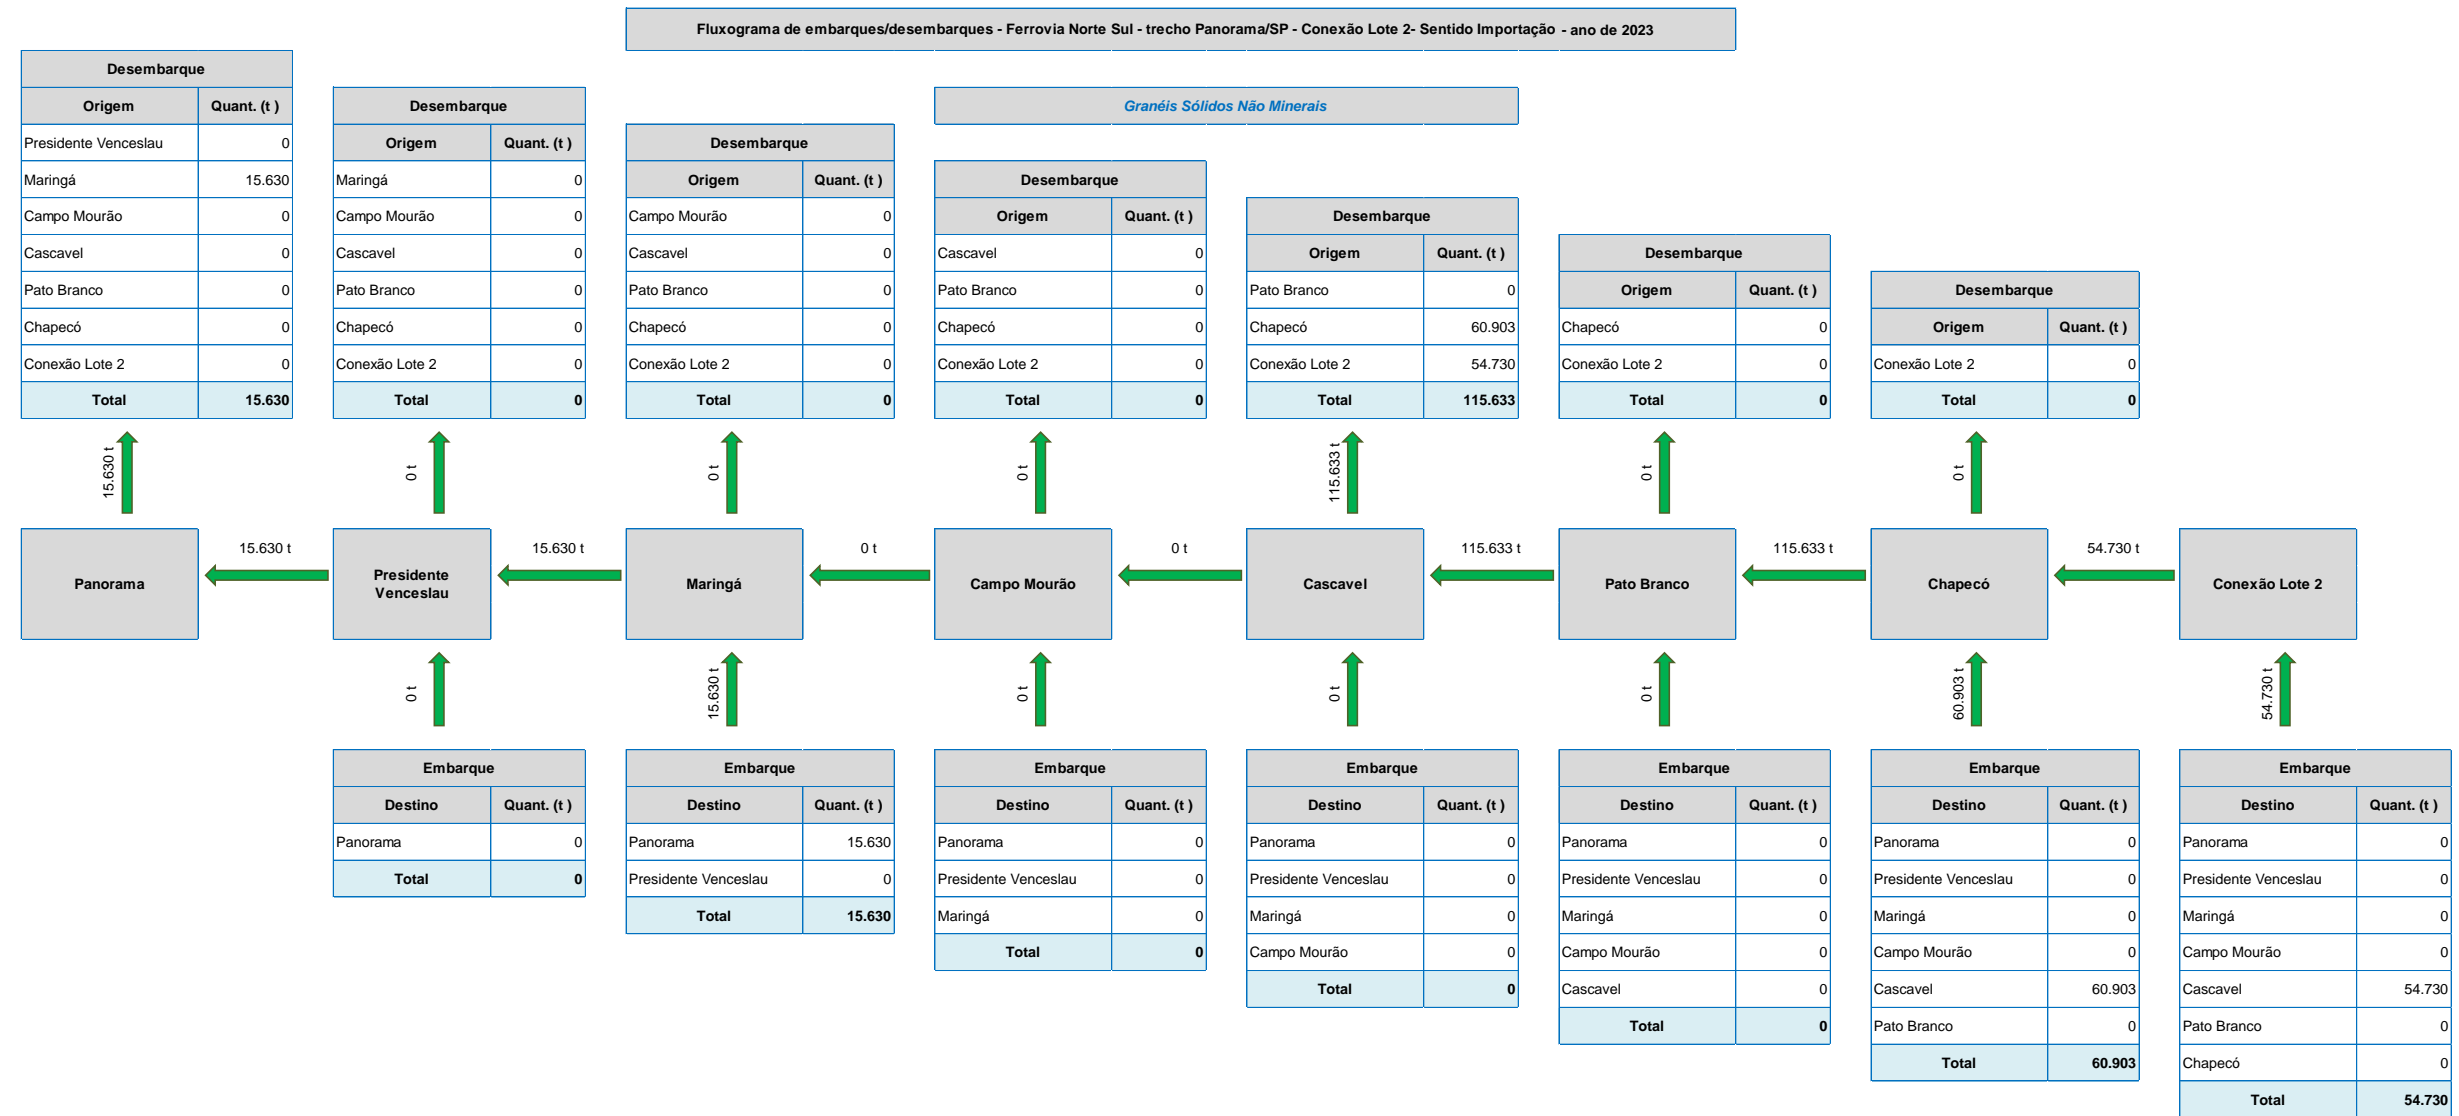 Fluxograma de embarques/desembarques - Ferrovia Norte Sul - trecho Panorama/SP - Conexão Lote 2- Sentido Importação - ano de 2023
Granéis Sólidos Não Minerais
Desembarque
Origem Quant. (t )
Presidente Venceslau 0
Maringá 15.630
Campo Mourão 0
Cascavel 0
Pato Branco 0
Chapecó 0
Conexão Lote 2 0
Total 15.630
Desembarque
Origem Quant. (t )
Maringá 0
Campo Mourão 0
Cascavel 0
Pato Branco 0
Chapecó 0
Conexão Lote 2 0
Total 0
Desembarque
Origem Quant. (t )
Campo Mourão 0
Cascavel 0
Pato Branco 0
Chapecó 0
Conexão Lote 2 0
Total 0
Desembarque
Origem Quant. (t )
Cascavel 0
Pato Branco 0
Chapecó 0
Conexão Lote 2 0
Total 0
Desembarque
Origem Quant. (t )
Pato Branco 0
Chapecó 60.903
Conexão Lote 2 54.730
Total 115.633
Desembarque
Origem Quant. (t )
Chapecó 0
Conexão Lote 2 0
Total 0
Desembarque
Origem Quant. (t )
Conexão Lote 2 0
Total 0
15.630 t
0 t
0 t
0 t
115.633 t
0 t
0 t
Panorama
15.630 t
Presidente
Venceslau
15.630 t
Maringá
0 t
Campo Mourão
0 t
Cascavel
115.633 t
Pato Branco
115.633 t
Chapecó
54.730 t
Conexão Lote 2
0 t
15.630 t
0 t
0 t
0 t
60.903 t
54.730 t
Embarque
Destino Quant. (t )
Panorama 0
Total 0
Embarque
Destino Quant. (t )
Panorama 15.630
Presidente Venceslau 0
Total 15.630
Embarque
Destino Quant. (t )
Panorama 0
Presidente Venceslau 0
Maringá 0
Total 0
Embarque
Destino Quant. (t )
Panorama 0
Presidente Venceslau 0
Maringá 0
Campo Mourão 0
Total 0
Embarque
Destino Quant. (t )
Panorama 0
Presidente Venceslau 0
Maringá 0
Campo Mourão 0
Cascavel 0
Total 0
Embarque
Destino Quant. (t )
Panorama 0
Presidente Venceslau 0
Maringá 0
Campo Mourão 0
Cascavel 60.903
Pato Branco 0
Total 60.903
Embarque
Destino Quant. (t )
Panorama 0
Presidente Venceslau 0
Maringá 0
Campo Mourão 0
Cascavel 54.730
Pato Branco 0
Chapecó 0
Total 54.730